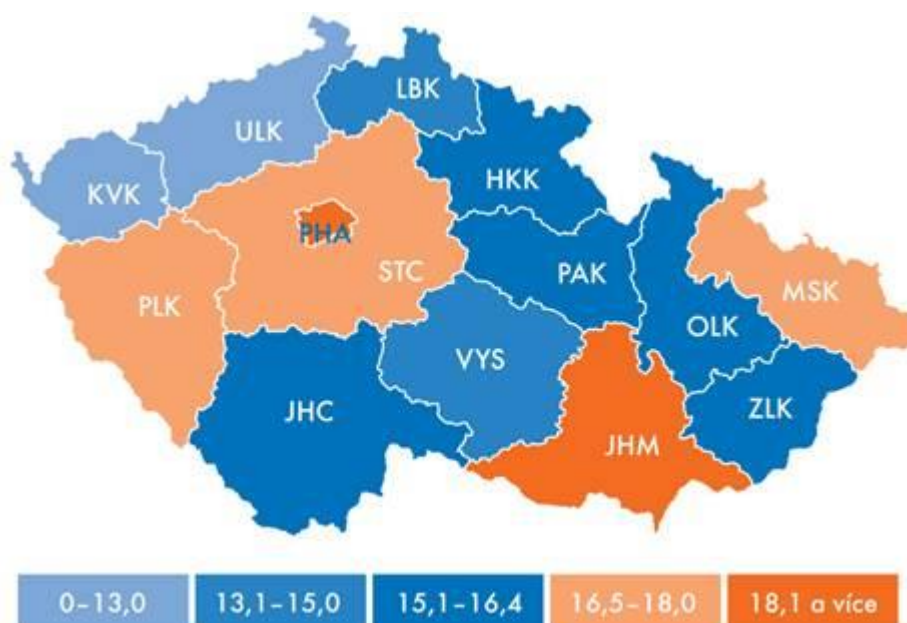 LBK
ULK
KVK
HKK
PHA
STC
PAK
MSK
PLK
OLK
VYS
JHC
ZLK
JHM
0–13,0
13,1–15,0
15,1–16,4
16,5–18,0
18,1 a více